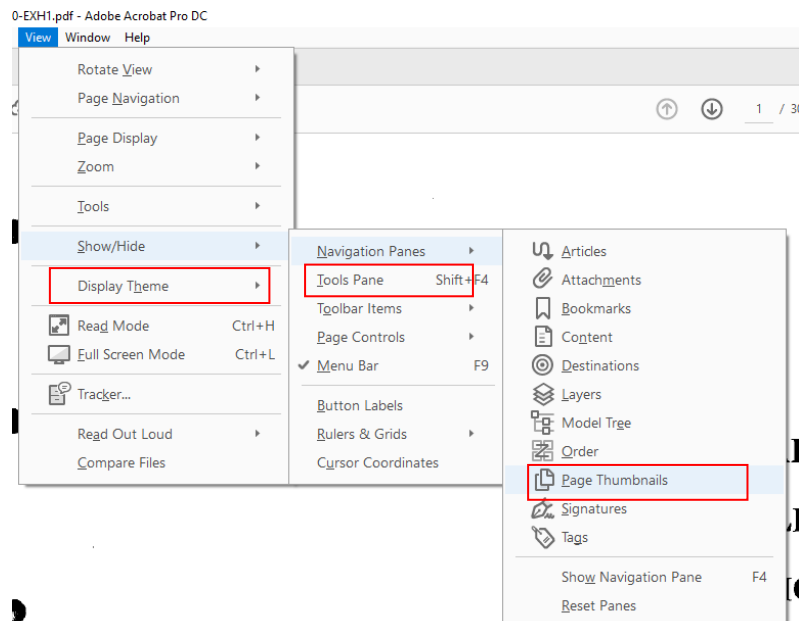 0-EXH1.pdf - Adobe Acrobat Pro DC
View Window Help
1 / 30
Rotate View
Page Navigation
Page Display
Zoom
Tools
Show/Hide
Display Theme
Read Mode Ctrl+H
Full Screen Mode Ctrl+L
Tracker...
Read Out Loud
Compare Files
Navigation Panes
Tools Pane Shift+F4
Toolbar Items
Page Controls
Menu Bar F9
Button Labels
Rulers & Grids
Cursor Coordinates
Articles
Attachments
Bookmarks
Content
Destinations
Layers
Model Tree
Order
Page Thumbnails
Signatures
Tags
Show Navigation Pane F4
Reset Panes